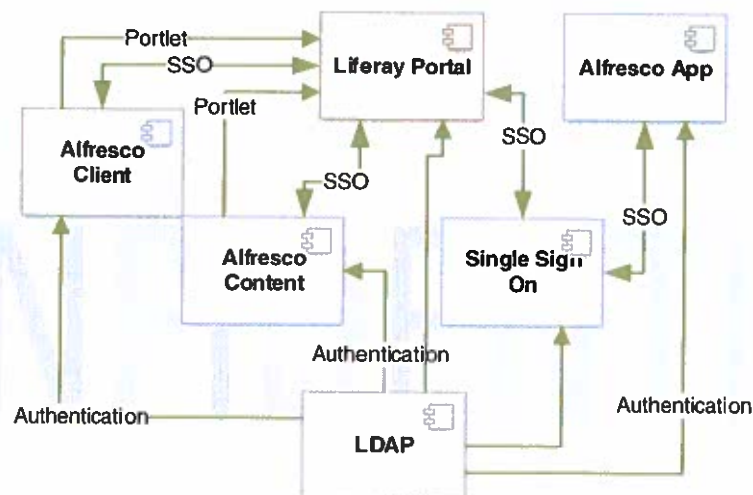 Portlet
SSO
Portlet
Liferay Portal
Alfresco App
Alfresco
Client
SSO
SSO
SSO
Alfresco
Content
Single Sign
On
Authentication
Authentication
Authentication
LDAP